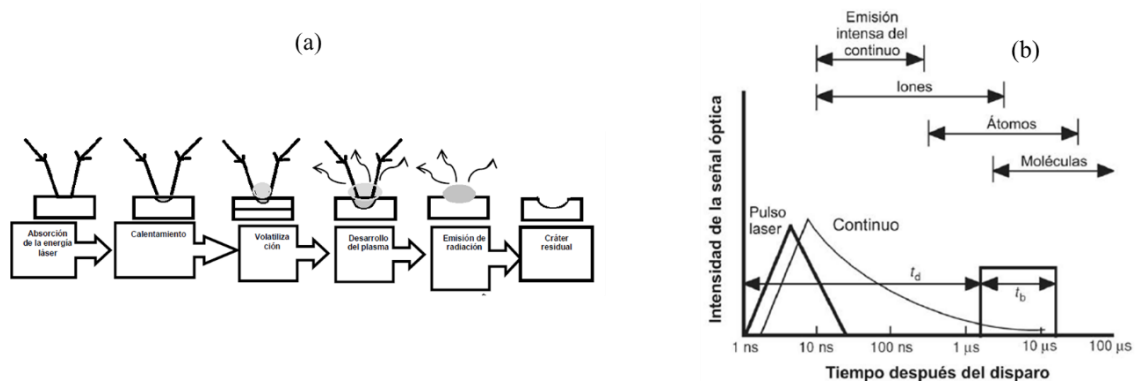 (a)
Absorción
de la energía
láser
Calentamiento
Volatiliza
ción
Desarrollo
del plasma
Emisión de
radiación
Cráter
residual
(b)
Emisión
intensa del
continuo
Iones
Átomos
Moléculas
Pulso
laser
Continuo
td
tb
Intensidad de la señal óptica
1 ns
10 ns
100 ns
1 μs
10 μs
100 μs
Tiempo después del disparo